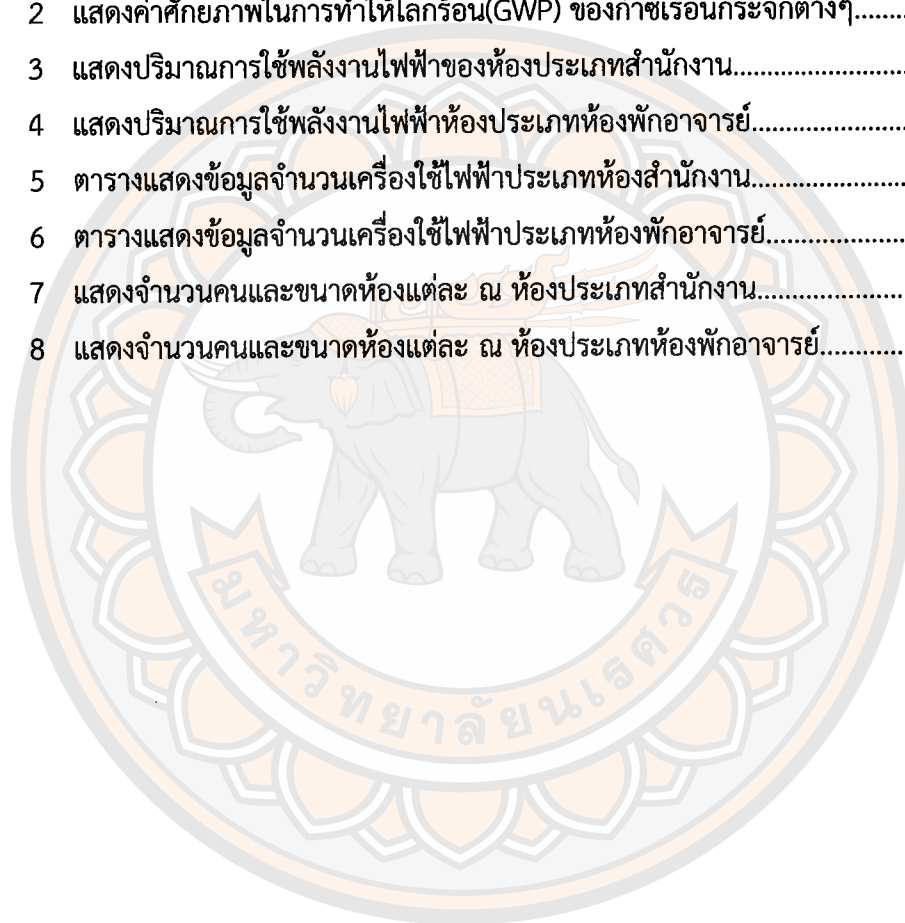 2 แสดงค่าศักยภาพในการทำให้โลกร้อน(GWP) ของก๊าซเรือนกระจกต่างๆ........
3 แสดงปริมาณการใช้พลังงานไฟฟ้าของห้องประเภทสำนักงาน.........................
4 แสดงปริมาณการใช้พลังงานไฟฟ้าห้องประเภทห้องพักอาจารย์......................
5 ตารางแสดงข้อมูลจำนวนเครื่องใช้ไฟฟ้าประเภทห้องสำนักงาน.......................
6 ตารางแสดงข้อมูลจำนวนเครื่องใช้ไฟฟ้าประเภทห้องพักอาจารย์....................
7 แสดงจำนวนคนและขนาดห้องแต่ละ ณ ห้องประเภทสำนักงาน......................
8 แสดงจำนวนคนและขนาดห้องแต่ละ ณ ห้องประเภทห้องพักอาจารย์............
มหาวิทยาลัยนเรศวร